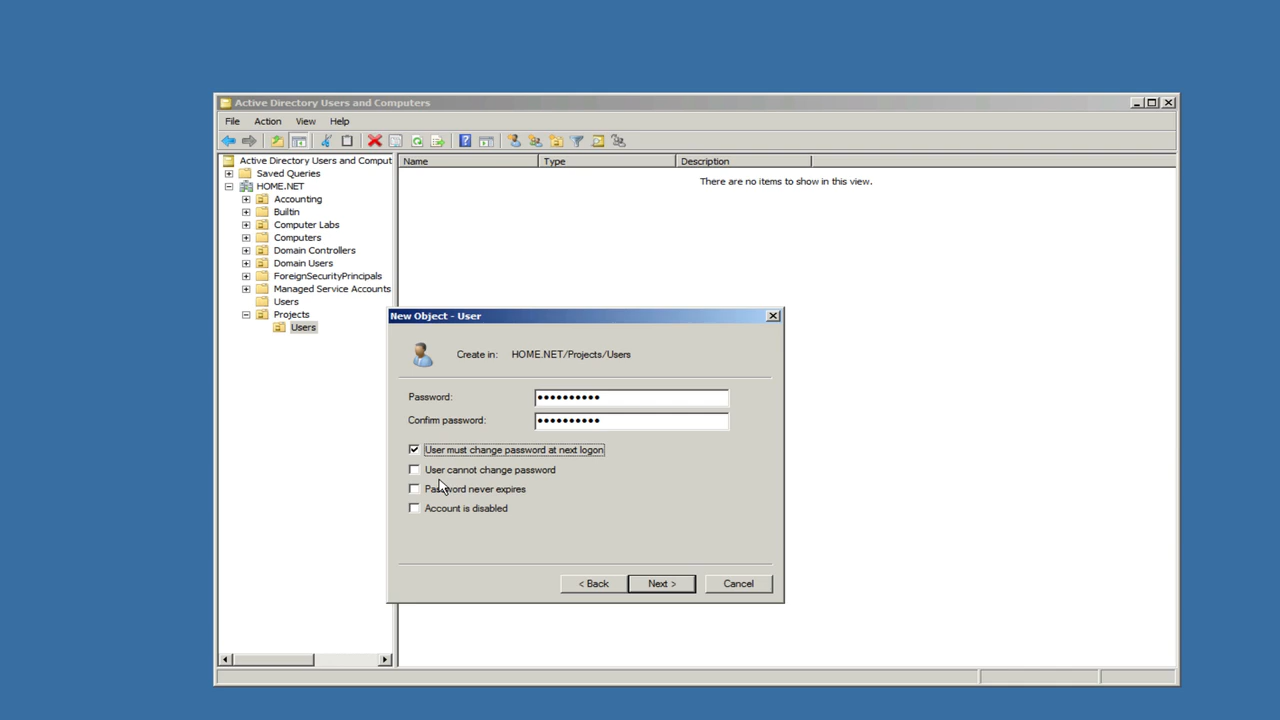 Active Directory Users and Computers
File Action View Help
Active Directory Users and Comput
Saved Queries
HOME.NET
Accounting
Builtin
Computer Labs
Computers
Domain Controllers
Domain Users
ForeignSecurityPrincipals
Managed Service Accounts
Users
Projects
Users
Name Type Description
There are no items to show in this view.
New Object - User
Create in: HOME.NET/Projects/Users
Password: ●●●●●●●●●●
Confirm password: ●●●●●●●●●●
User must change password at next logon
User cannot change password
Password never expires
Account is disabled
< Back Next > Cancel